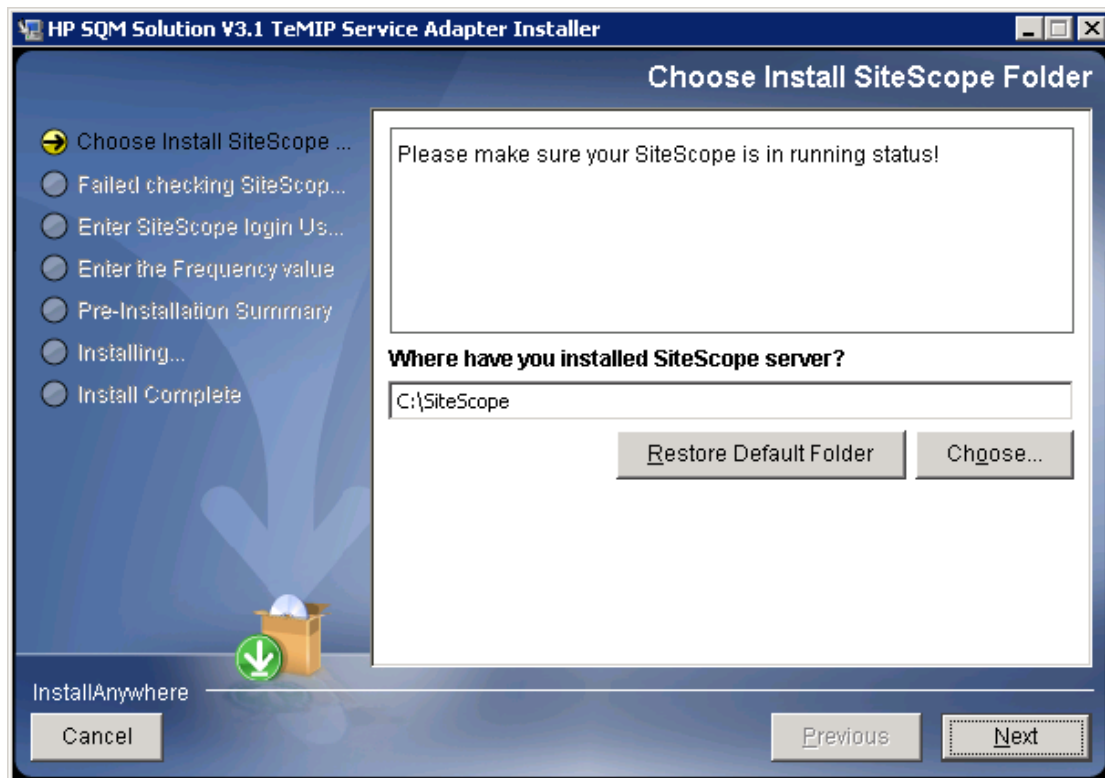 HP SQM Solution V3.1 TeMIP Service Adapter Installer
Choose Install SiteScope Folder
Choose Install SiteScope ...
Failed checking SiteScop...
Enter SiteScope login Us...
Enter the Frequency value
Pre-Installation Summary
Installing...
Install Complete
Please make sure your SiteScope is in running status!
Where have you installed SiteScope server?
C:\SiteScope
Restore Default Folder
Choose...
InstallAnywhere
Cancel
Previous
Next